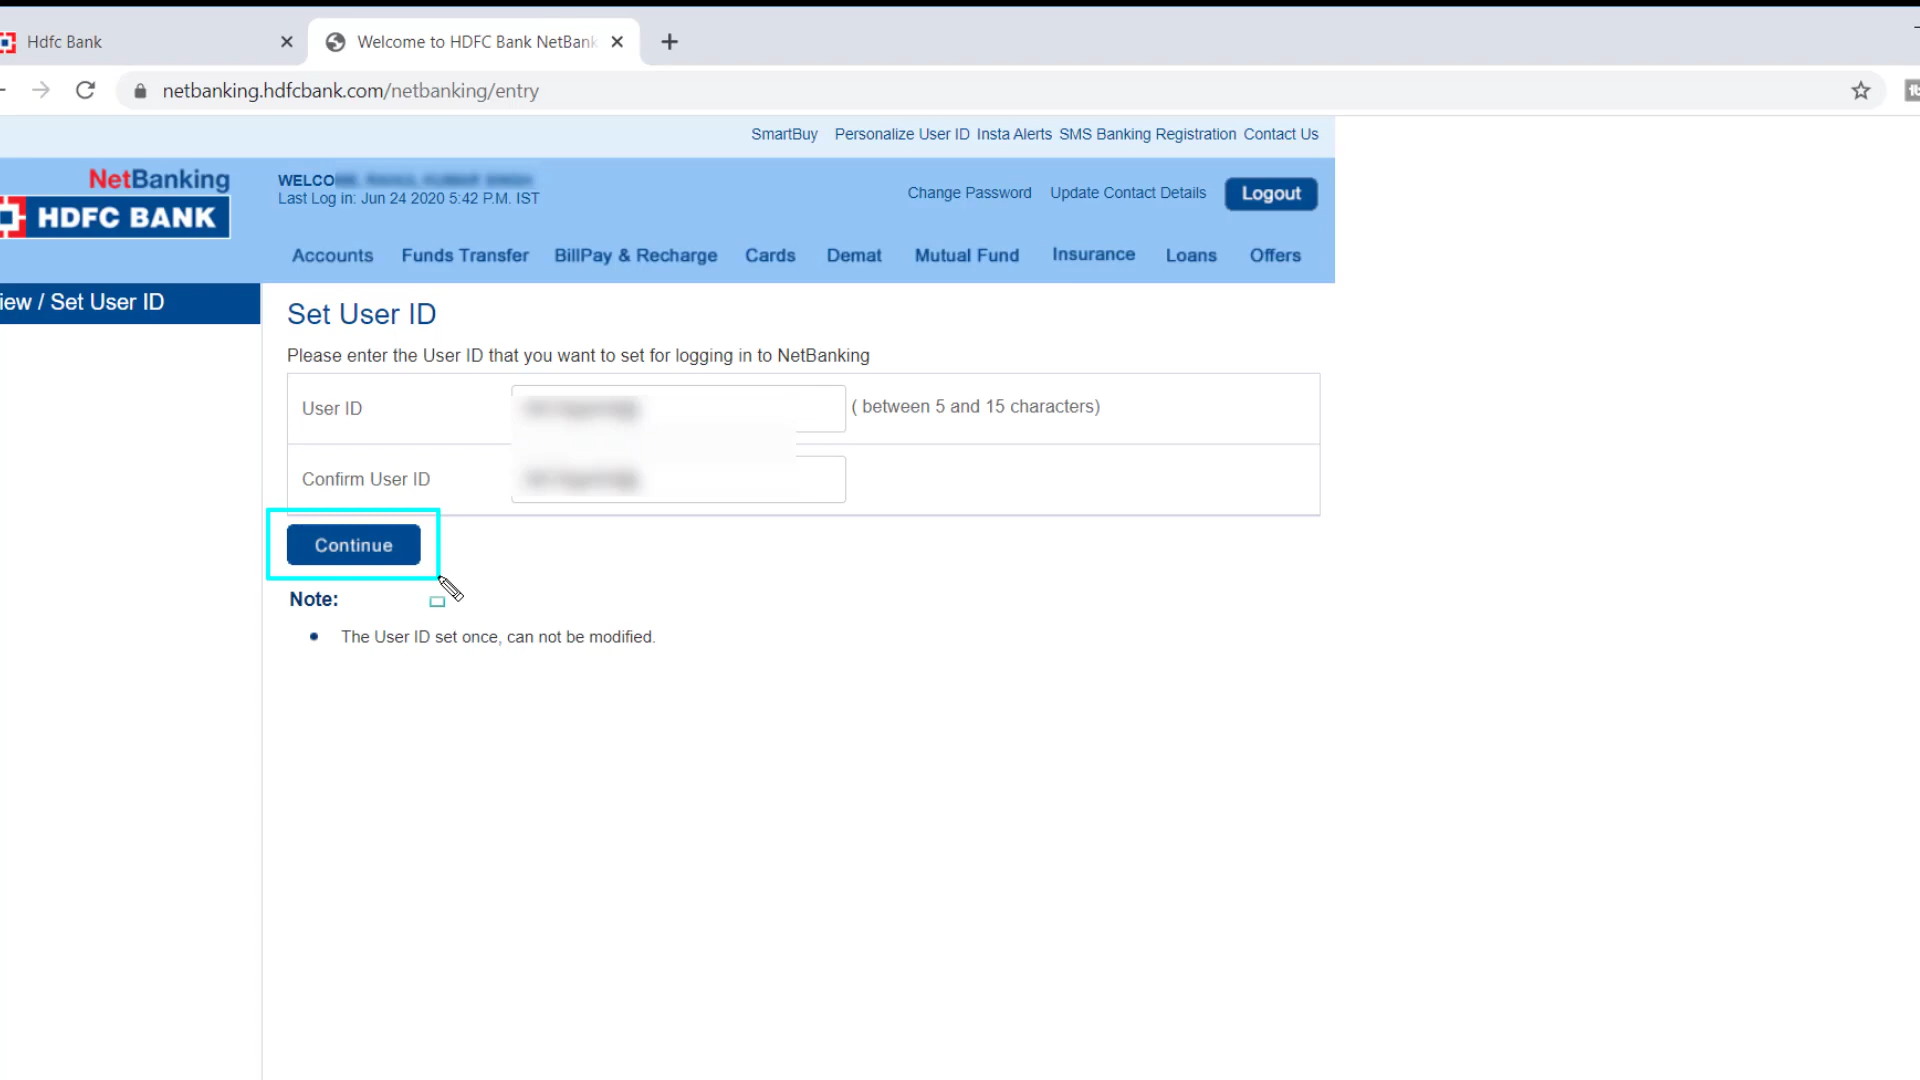 Hdfc Bank
Welcome to HDFC Bank NetBank
netbanking.hdfcbank.com/netbanking/entry
SmartBuy Personalize User ID Insta Alerts SMS Banking Registration Contact Us
NetBanking
HDFC BANK
WELCO
Last Log in: Jun 24 2020 5:42 P.M. IST
Change Password Update Contact Details Logout
Accounts Funds Transfer BillPay & Recharge Cards Demat Mutual Fund Insurance Loans Offers
iew / Set User ID
Set User ID
Please enter the User ID that you want to set for logging in to NetBanking
User ID ( between 5 and 15 characters)
Confirm User ID
Continue
Note:
The User ID set once, can not be modified.